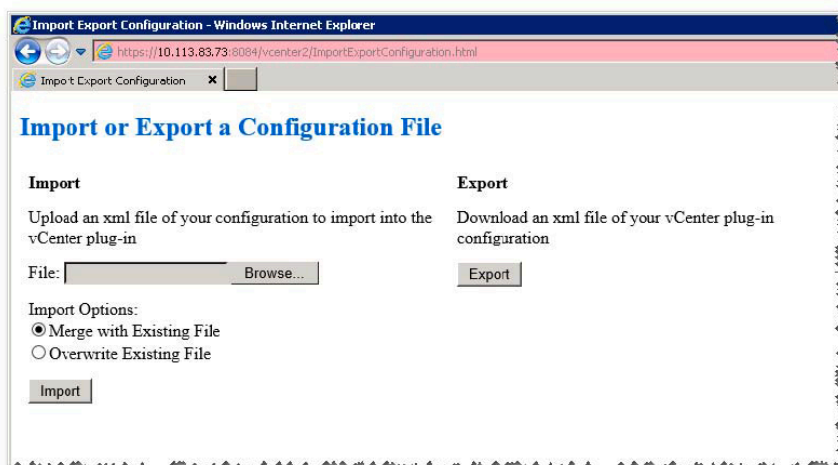 Import Export Configuration - Windows Internet Explorer
https://10.113.83.73:8084/vcenter2/ImportExportConfiguration.html
Import Export Configuration
Import or Export a Configuration File
Import
Upload an xml file of your configuration to import into the
vCenter plug-in
File:
Browse...
Import Options:
Merge with Existing File
Overwrite Existing File
Import
Export
Download an xml file of your vCenter plug-in
configuration
Export